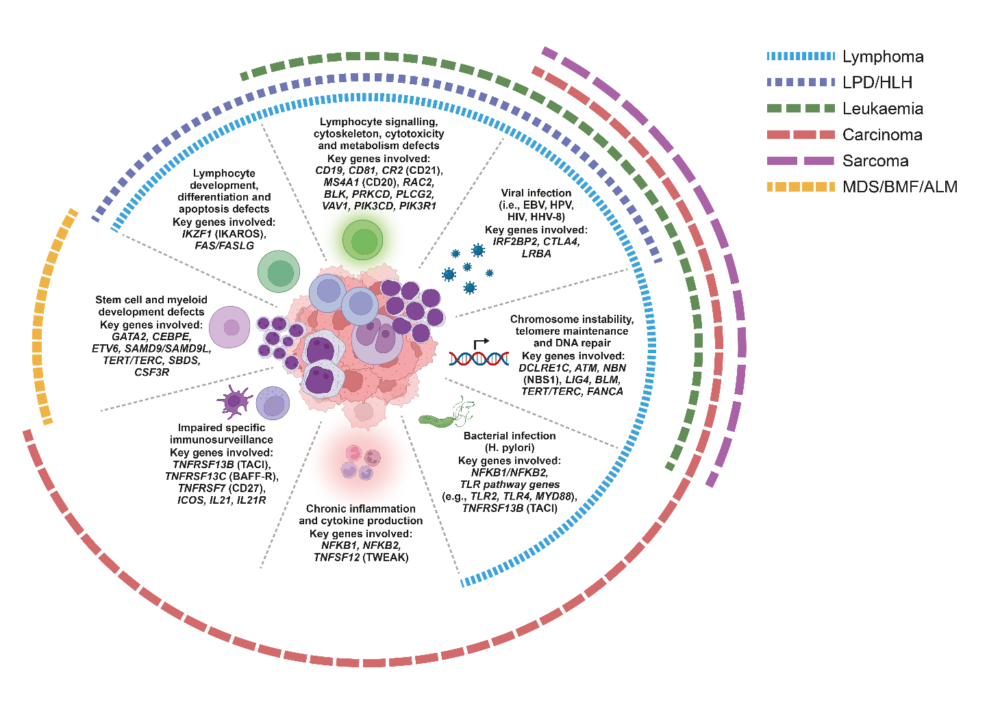 Lymphoma
LPD/HLH
Leukaemia
Carcinoma
Sarcoma
MDS/BMF/ALM
Lymphocyte signalling,
cytoskeleton, cytotoxicity
and metabolism defects
Key genes involved:
CD19, CD81, CR2 (CD21),
MS4A1 (CD20), RAC2,
BLK, PRKCD, PLCG2,
VAV1, PIK3CD, PIK3R1
Viral infection
(i.e., EBV, HPV,
HIV, HHV-8)
Key genes involved:
IRF2BP2, CTLA4,
LRBA
Chromosome instability,
telomere maintenance
and DNA repair
Key genes involved:
DCLRE1C, ATM, NBN
(NBS1), LIG4, BLM,
TERT/TERC, FANCA
Bacterial infection
(H. pylori)
Key genes involved:
NFKB1/NFKB2,
TLR pathway genes
(e.g., TLR2, TLR4, MYD88),
TNFRSF13B (TACI)
Chronic inflammation
and cytokine production
Key genes involved:
NFKB1, NFKB2,
TNFSF12 (TWEAK)
Impaired specific
immunosurveillance
Key genes involved:
TNFRSF13B (TACI),
TNFRSF13C (BAFF-R),
TNFRSF7 (CD27),
ICOS, IL21, IL21R
Stem cell and myeloid
development defects
Key genes involved:
GATA2, CEBPE,
ETV6, SAMD9/SAMD9L,
TERT/TERC, SBDS,
CSF3R
Lymphocyte
development,
differentiation and
apoptosis defects
Key genes involved:
IKZF1 (IKAROS),
FAS/FASLG